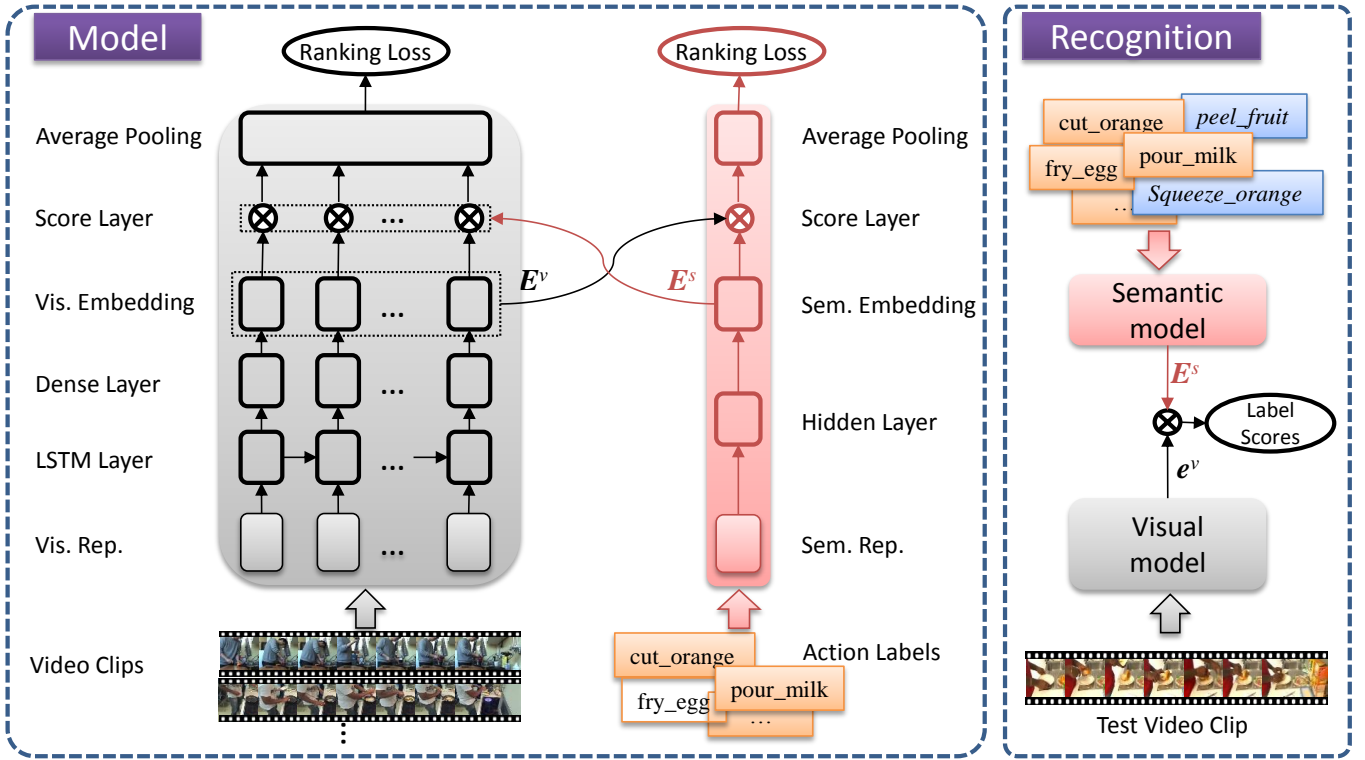 Model
Ranking Loss
Ranking Loss
Average Pooling
Average Pooling
Score Layer
...
Score Layer
E^v
E^s
Vis. Embedding
...
Sem. Embedding
Dense Layer
...
Hidden Layer
LSTM Layer
...
Vis. Rep.
...
Sem. Rep.
Video Clips
...
cut_orange
fry_egg
pour_milk
...
Action Labels
Recognition
cut_orange
peel_fruit
pour_milk
fry_egg
Squeeze_orange
...
Semantic
model
E^s
Label
Scores
e^v
Visual
model
Test Video Clip